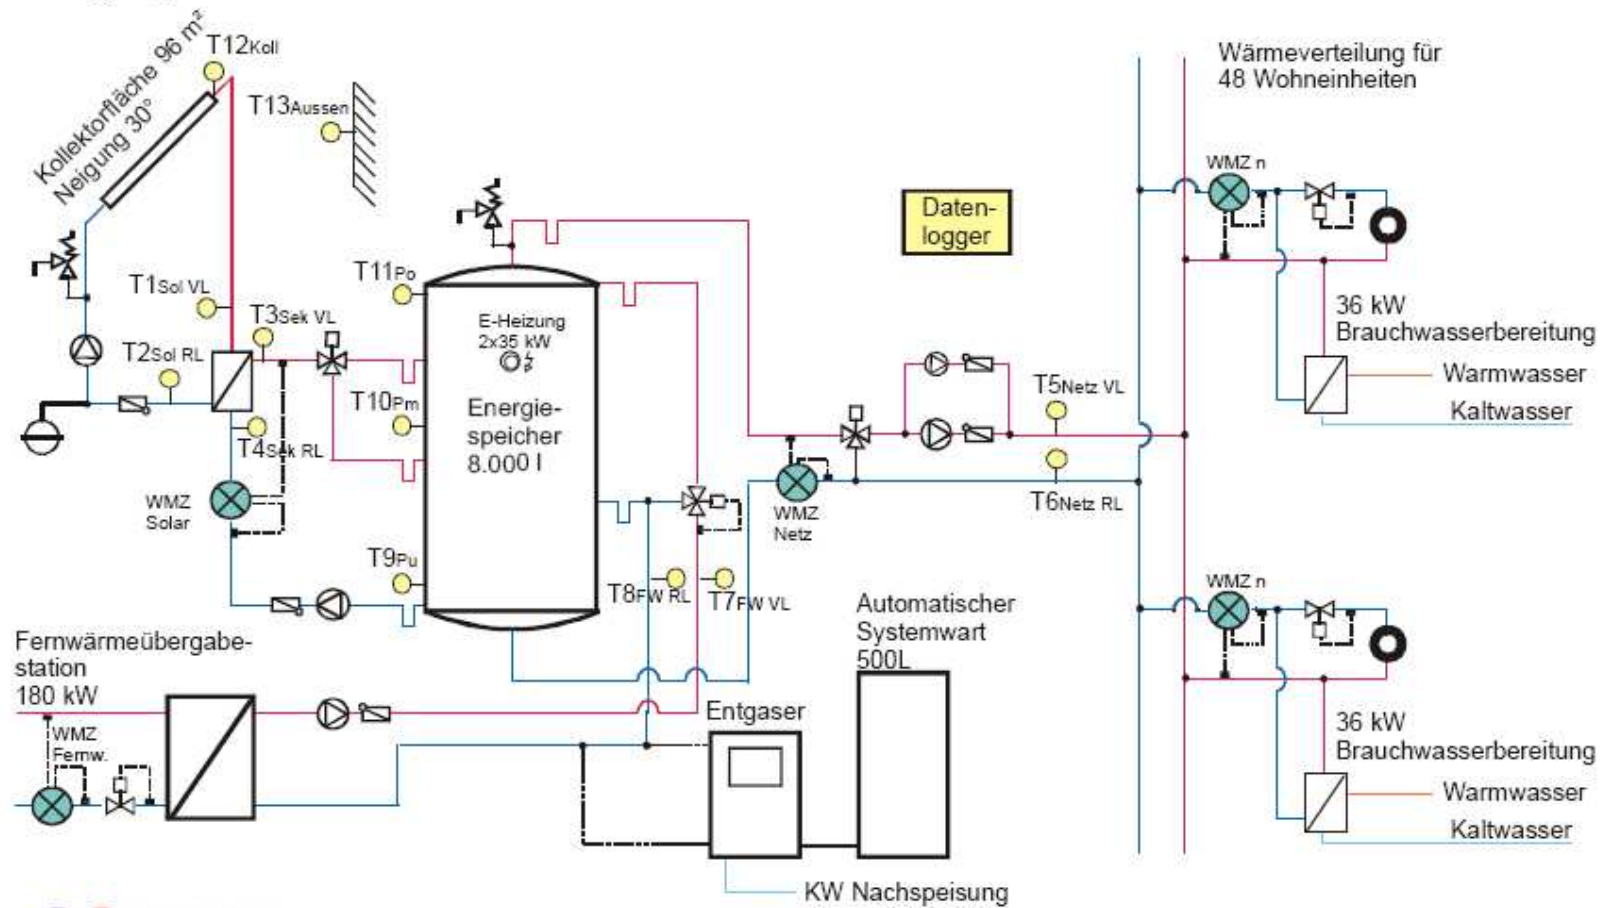 Kollektorfläche 96 m²
Neigung 30°
T12Koll
T13Aussen
T1Sol VL
T2Sol RL
T3Sek VL
T4Sek RL
WMZ
Solar
T11Po
T10Pm
T9Pu
E-Heizung
2x35 kW
Energie-
speicher
8.000 l
Daten-
logger
T5Netz VL
T6Netz RL
WMZ
Netz
T8FW RL
T7FW VL
Fernwärmeübergabe-
station
180 kW
WMZ
Fernw.
Entgaser
Automatischer
Systemwart
500L
KW Nachspeisung
Wärmeverteilung für
48 Wohneinheiten
WMZ n
36 kW
Brauchwasserbereitung
Warmwasser
Kaltwasser
WMZ n
36 kW
Brauchwasserbereitung
Warmwasser
Kaltwasser